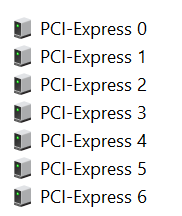 PCI-Express 0
PCI-Express 1
PCI-Express 2
PCI-Express 3
PCI-Express 4
PCI-Express 5
PCI-Express 6